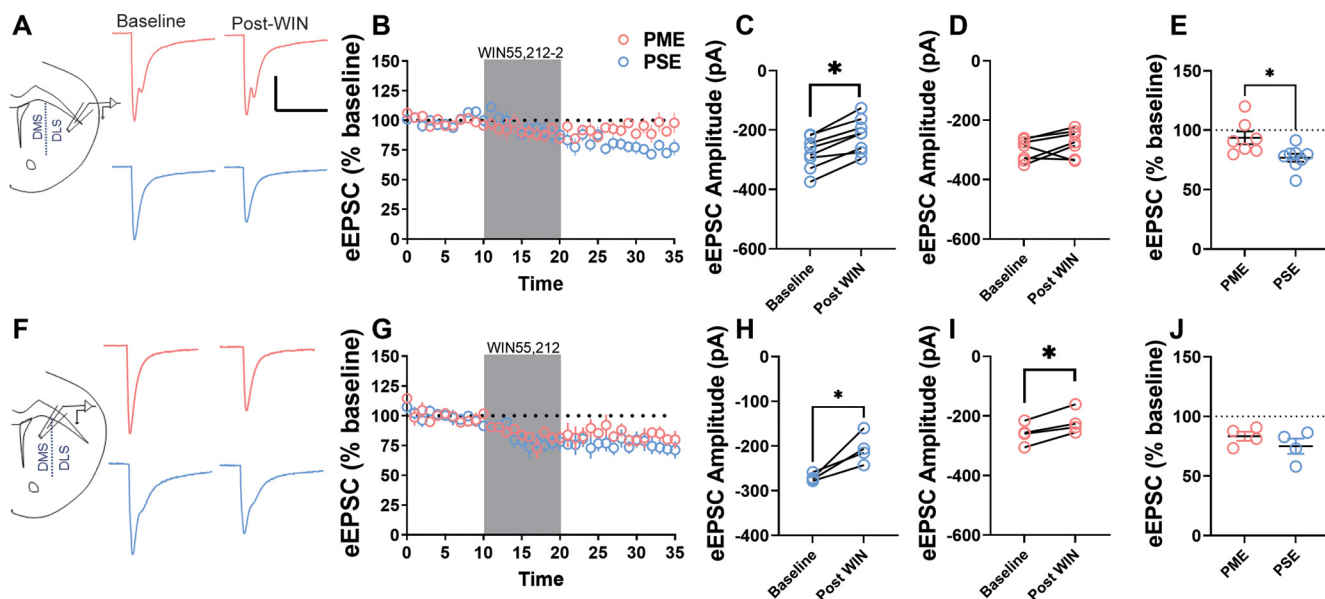 A
Baseline
Post-WIN
DMS
DLS
B
WIN55,212-2
PME
PSE
eEPSC (% baseline)
150
125
100
75
50
25
0
0 5 10 15 20 25 30 35
Time
C
*
eEPSC Amplitude (pA)
0
-200
-400
-600
Baseline
Post WIN
D
eEPSC Amplitude (pA)
0
-200
-400
-600
Baseline
Post WIN
E
*
eEPSC (% baseline)
150
100
50
0
PME
PSE
F
DMS
DLS
G
WIN55,212
eEPSC (% baseline)
150
125
100
75
50
25
0
0 5 10 15 20 25 30 35
Time
H
*
eEPSC Amplitude (pA)
0
-100
-200
-300
-400
Baseline
Post WIN
I
*
eEPSC Amplitude (pA)
0
-200
-400
-600
Baseline
Post WIN
J
eEPSC (% baseline)
150
100
50
0
PME
PSE